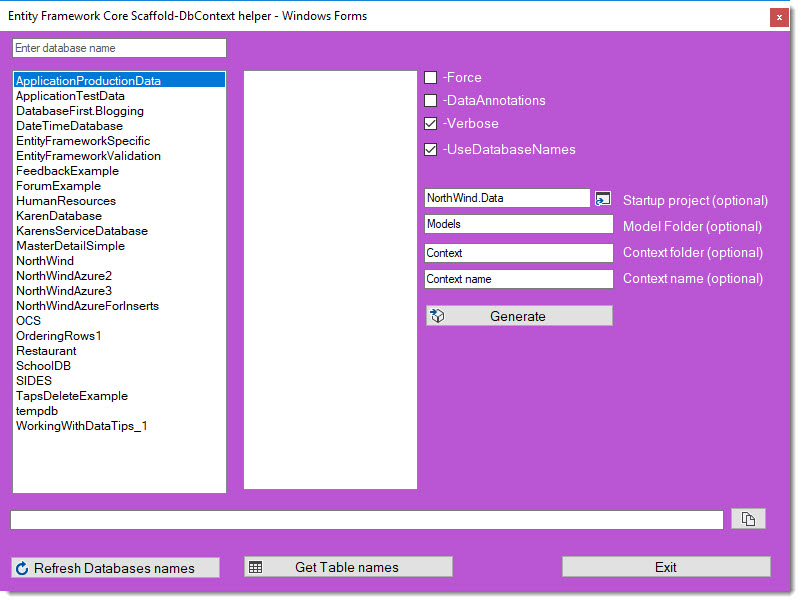 Entity Framework Core Scaffold-DbContext helper - Windows Forms
x
Enter database name
ApplicationProductionData
ApplicationTestData
DatabaseFirst.Blogging
DateTimeDatabase
EntityFrameworkSpecific
EntityFrameworkValidation
FeedbackExample
ForumExample
HumanResources
KarenDatabase
KarensServiceDatabase
MasterDetailSimple
NorthWind
NorthWindAzure2
NorthWindAzure3
NorthWindAzureForInserts
OCS
OrderingRows1
Restaurant
SchoolDB
SIDES
TapsDeleteExample
tempdb
WorkingWithDataTips_1
-Force
-DataAnnotations
-Verbose
-UseDatabaseNames
NorthWind.Data
Startup project (optional)
Models
Model Folder (optional)
Context
Context folder (optional)
Context name
Context name (optional)
Generate
Refresh Databases names
Get Table names
Exit